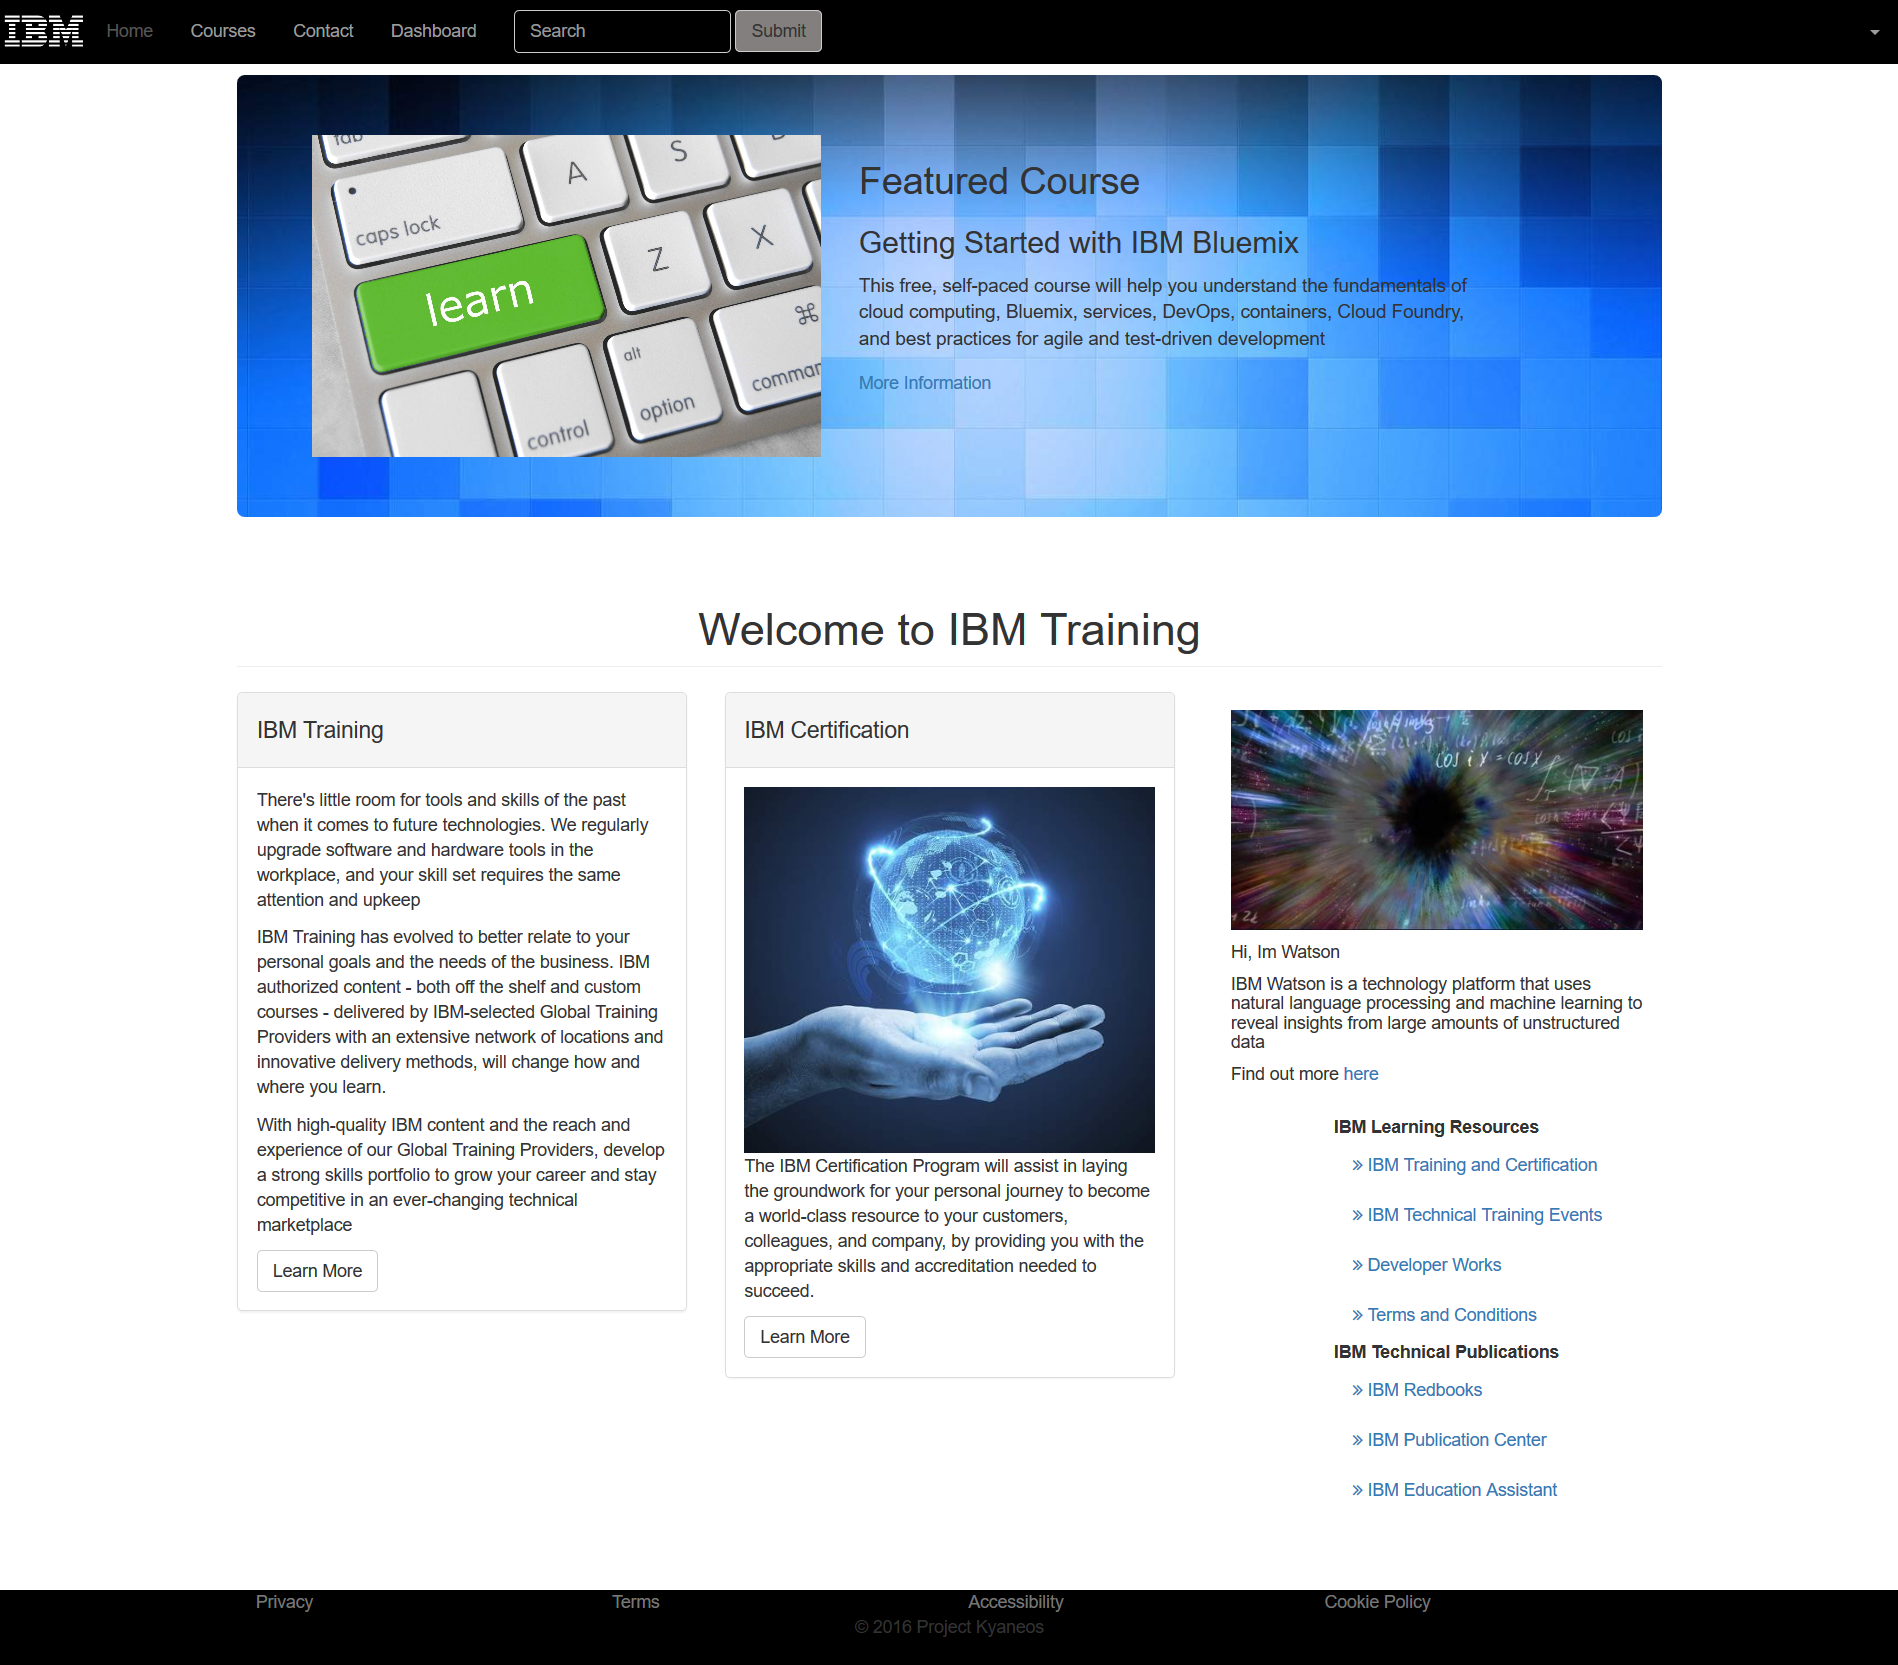 IBM Home Courses Contact Dashboard Search Submit
tab
A S
caps lock
Z X
learn
alt
option
control
Featured Course
Getting Started with IBM Bluemix
This free, self-paced course will help you understand the fundamentals of
cloud computing, Bluemix, services, DevOps, containers, Cloud Foundry,
and best practices for agile and test-driven development
More Information
Welcome to IBM Training
IBM Training
There's little room for tools and skills of the past
when it comes to future technologies. We regularly
upgrade software and hardware tools in the
workplace, and your skill set requires the same
attention and upkeep
IBM Training has evolved to better relate to your
personal goals and the needs of the business. IBM
authorized content - both off the shelf and custom
courses - delivered by IBM-selected Global Training
Providers with an extensive network of locations and
innovative delivery methods, will change how and
where you learn.
With high-quality IBM content and the reach and
experience of our Global Training Providers, develop
a strong skills portfolio to grow your career and stay
competitive in an ever-changing technical
marketplace
Learn More
IBM Certification
The IBM Certification Program will assist in laying
the groundwork for your personal journey to become
a world-class resource to your customers,
colleagues, and company, by providing you with the
appropriate skills and accreditation needed to
succeed.
Learn More
cos i x = cos x
Hi, Im Watson
IBM Watson is a technology platform that uses
natural language processing and machine learning to
reveal insights from large amounts of unstructured
data
Find out more here
IBM Learning Resources
» IBM Training and Certification
» IBM Technical Training Events
» Developer Works
» Terms and Conditions
IBM Technical Publications
» IBM Redbooks
» IBM Publication Center
» IBM Education Assistant
Privacy Terms Accessibility Cookie Policy
© 2016 Project Kyaneos